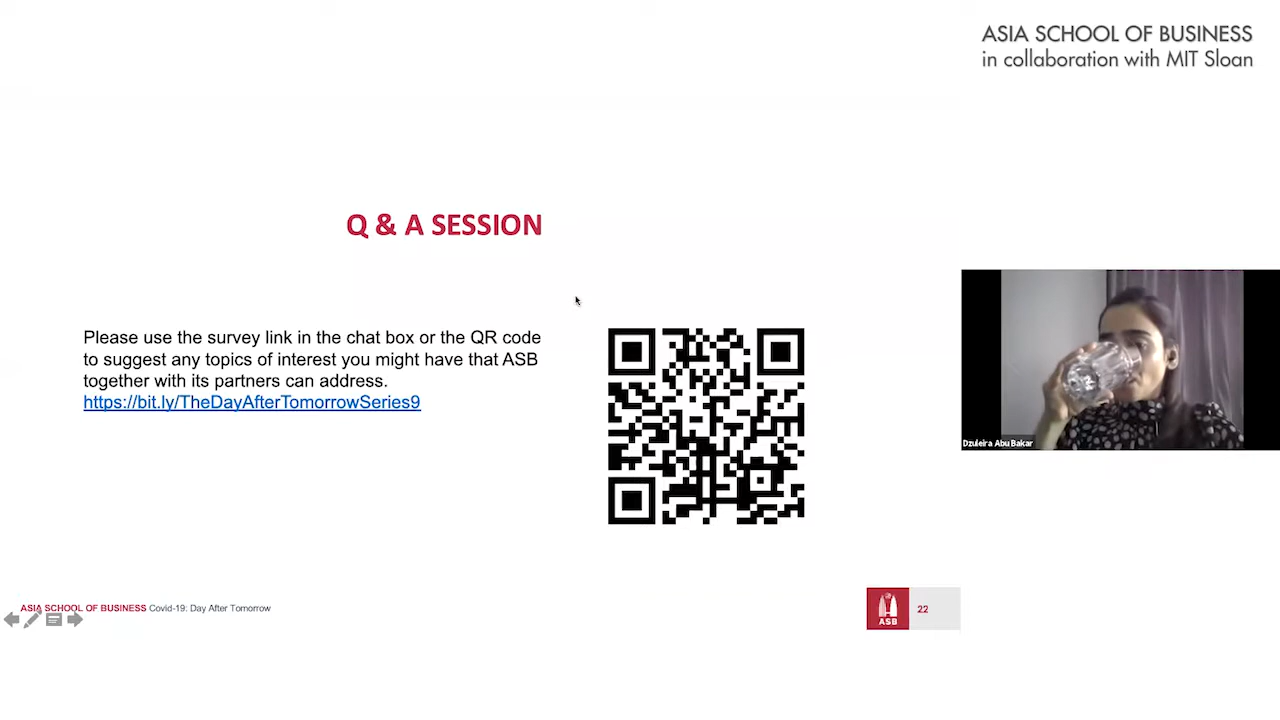 ASIA SCHOOL OF BUSINESS
in collaboration with MIT Sloan
Q & A SESSION
Please use the survey link in the chat box or the QR code
to suggest any topics of interest you might have that ASB
together with its partners can address.
https://bit.ly/TheDayAfterTomorrowSeries9
Dzuleira Abu Bakar
ASIA SCHOOL OF BUSINESS Covid-19: Day After Tomorrow
ASB
22